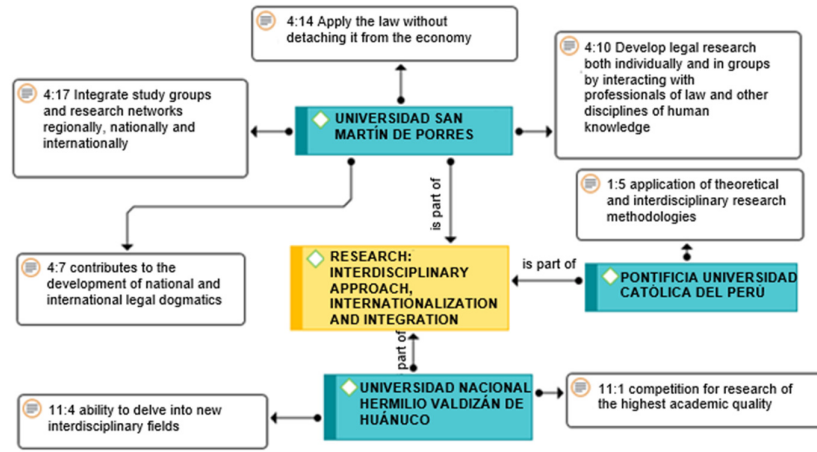 4:14 Apply the law without
detaching it from the economy
4:10 Develop legal research
both individually and in groups
by interacting with
professionals of law and other
disciplines of human
knowledge
4:17 Integrate study groups
and research networks
regionally, nationally and
internationally
UNIVERSIDAD SAN
MARTÍN DE PORRES
is part of
1:5 application of theoretical
and interdisciplinary research
methodologies
4:7 contributes to the
development of national and
international legal dogmatics
RESEARCH:
INTERDISCIPLINARY
APPROACH,
INTERNATIONALIZATION
AND INTEGRATION
is part of
PONTIFICIA UNIVERSIDAD
CATÒLICA DEL PERÚ
is part of
UNIVERSIDAD NACIONAL
HERMILIO VALDIZÁN DE
HUÁNUCO
11:4 ability to delve into new
interdisciplinary fields
11:1 competition for research of
the highest academic quality